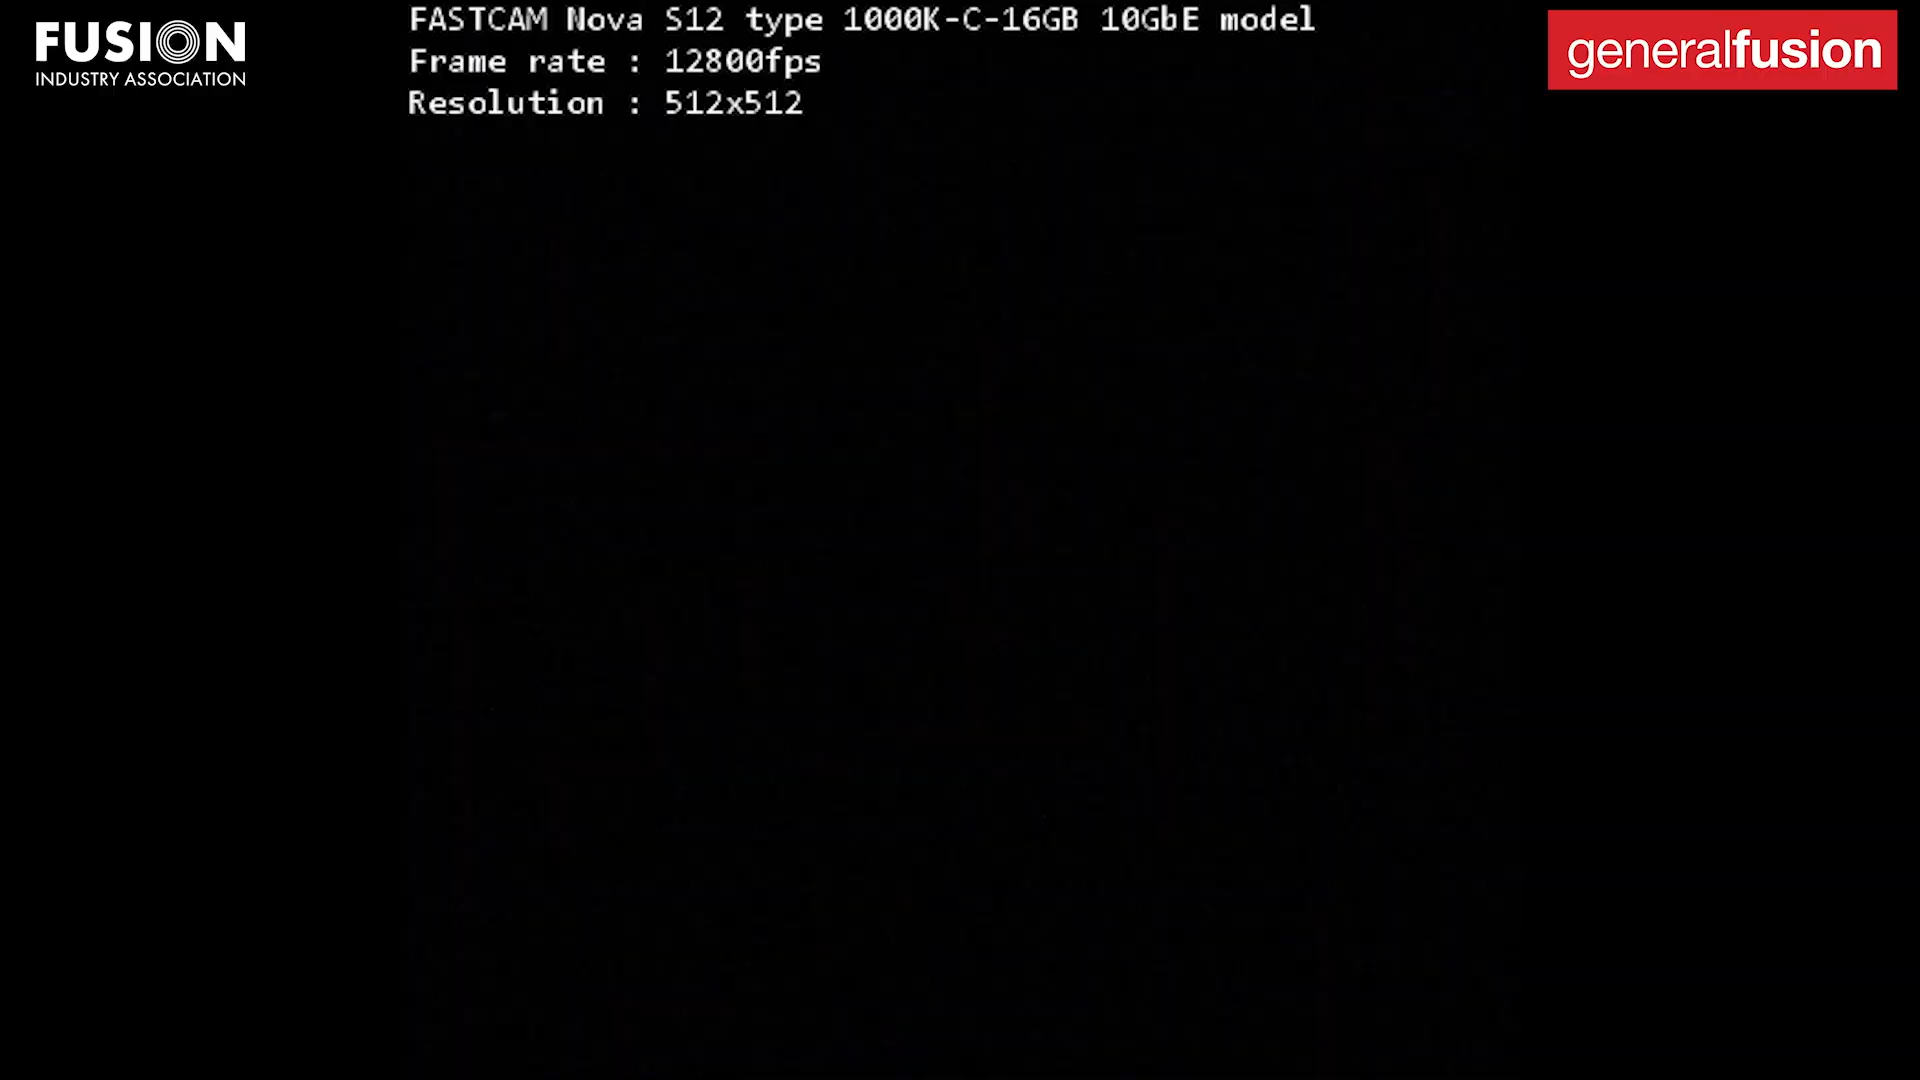 FUSION
INDUSTRY ASSOCIATION
FASTCAM Nova S12 type 1000K-C-16GB 10GbE model
Frame rate : 12800fps
Resolution : 512x512
generalfusion